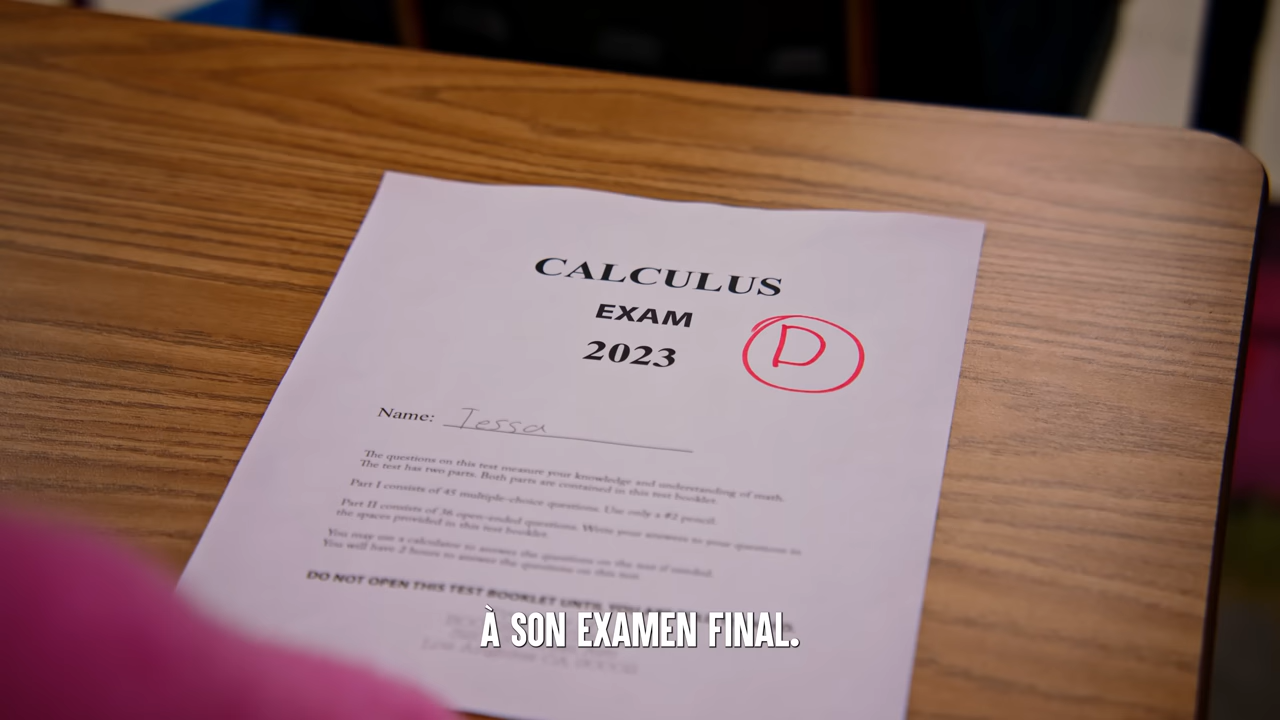 CALCULUS
EXAM
2023
D
Name: Tessa
The questions on this test measure your knowledge and understanding of math.
The test has two parts. Both parts are contained in this test booklet.
Part I consists of 45 multiple-choice questions. Use only a #2 pencil.
Part II consists of 36 open-ended questions. Write your answers to your questions in
the spaces provided in this test booklet.
You may use a calculator to answer the questions on the test if needed.
You will have 2 hours to answer the questions on this test.
DO NOT OPEN THIS TEST BOOKLET UNTIL YOU
À SON EXAMEN FINAL.